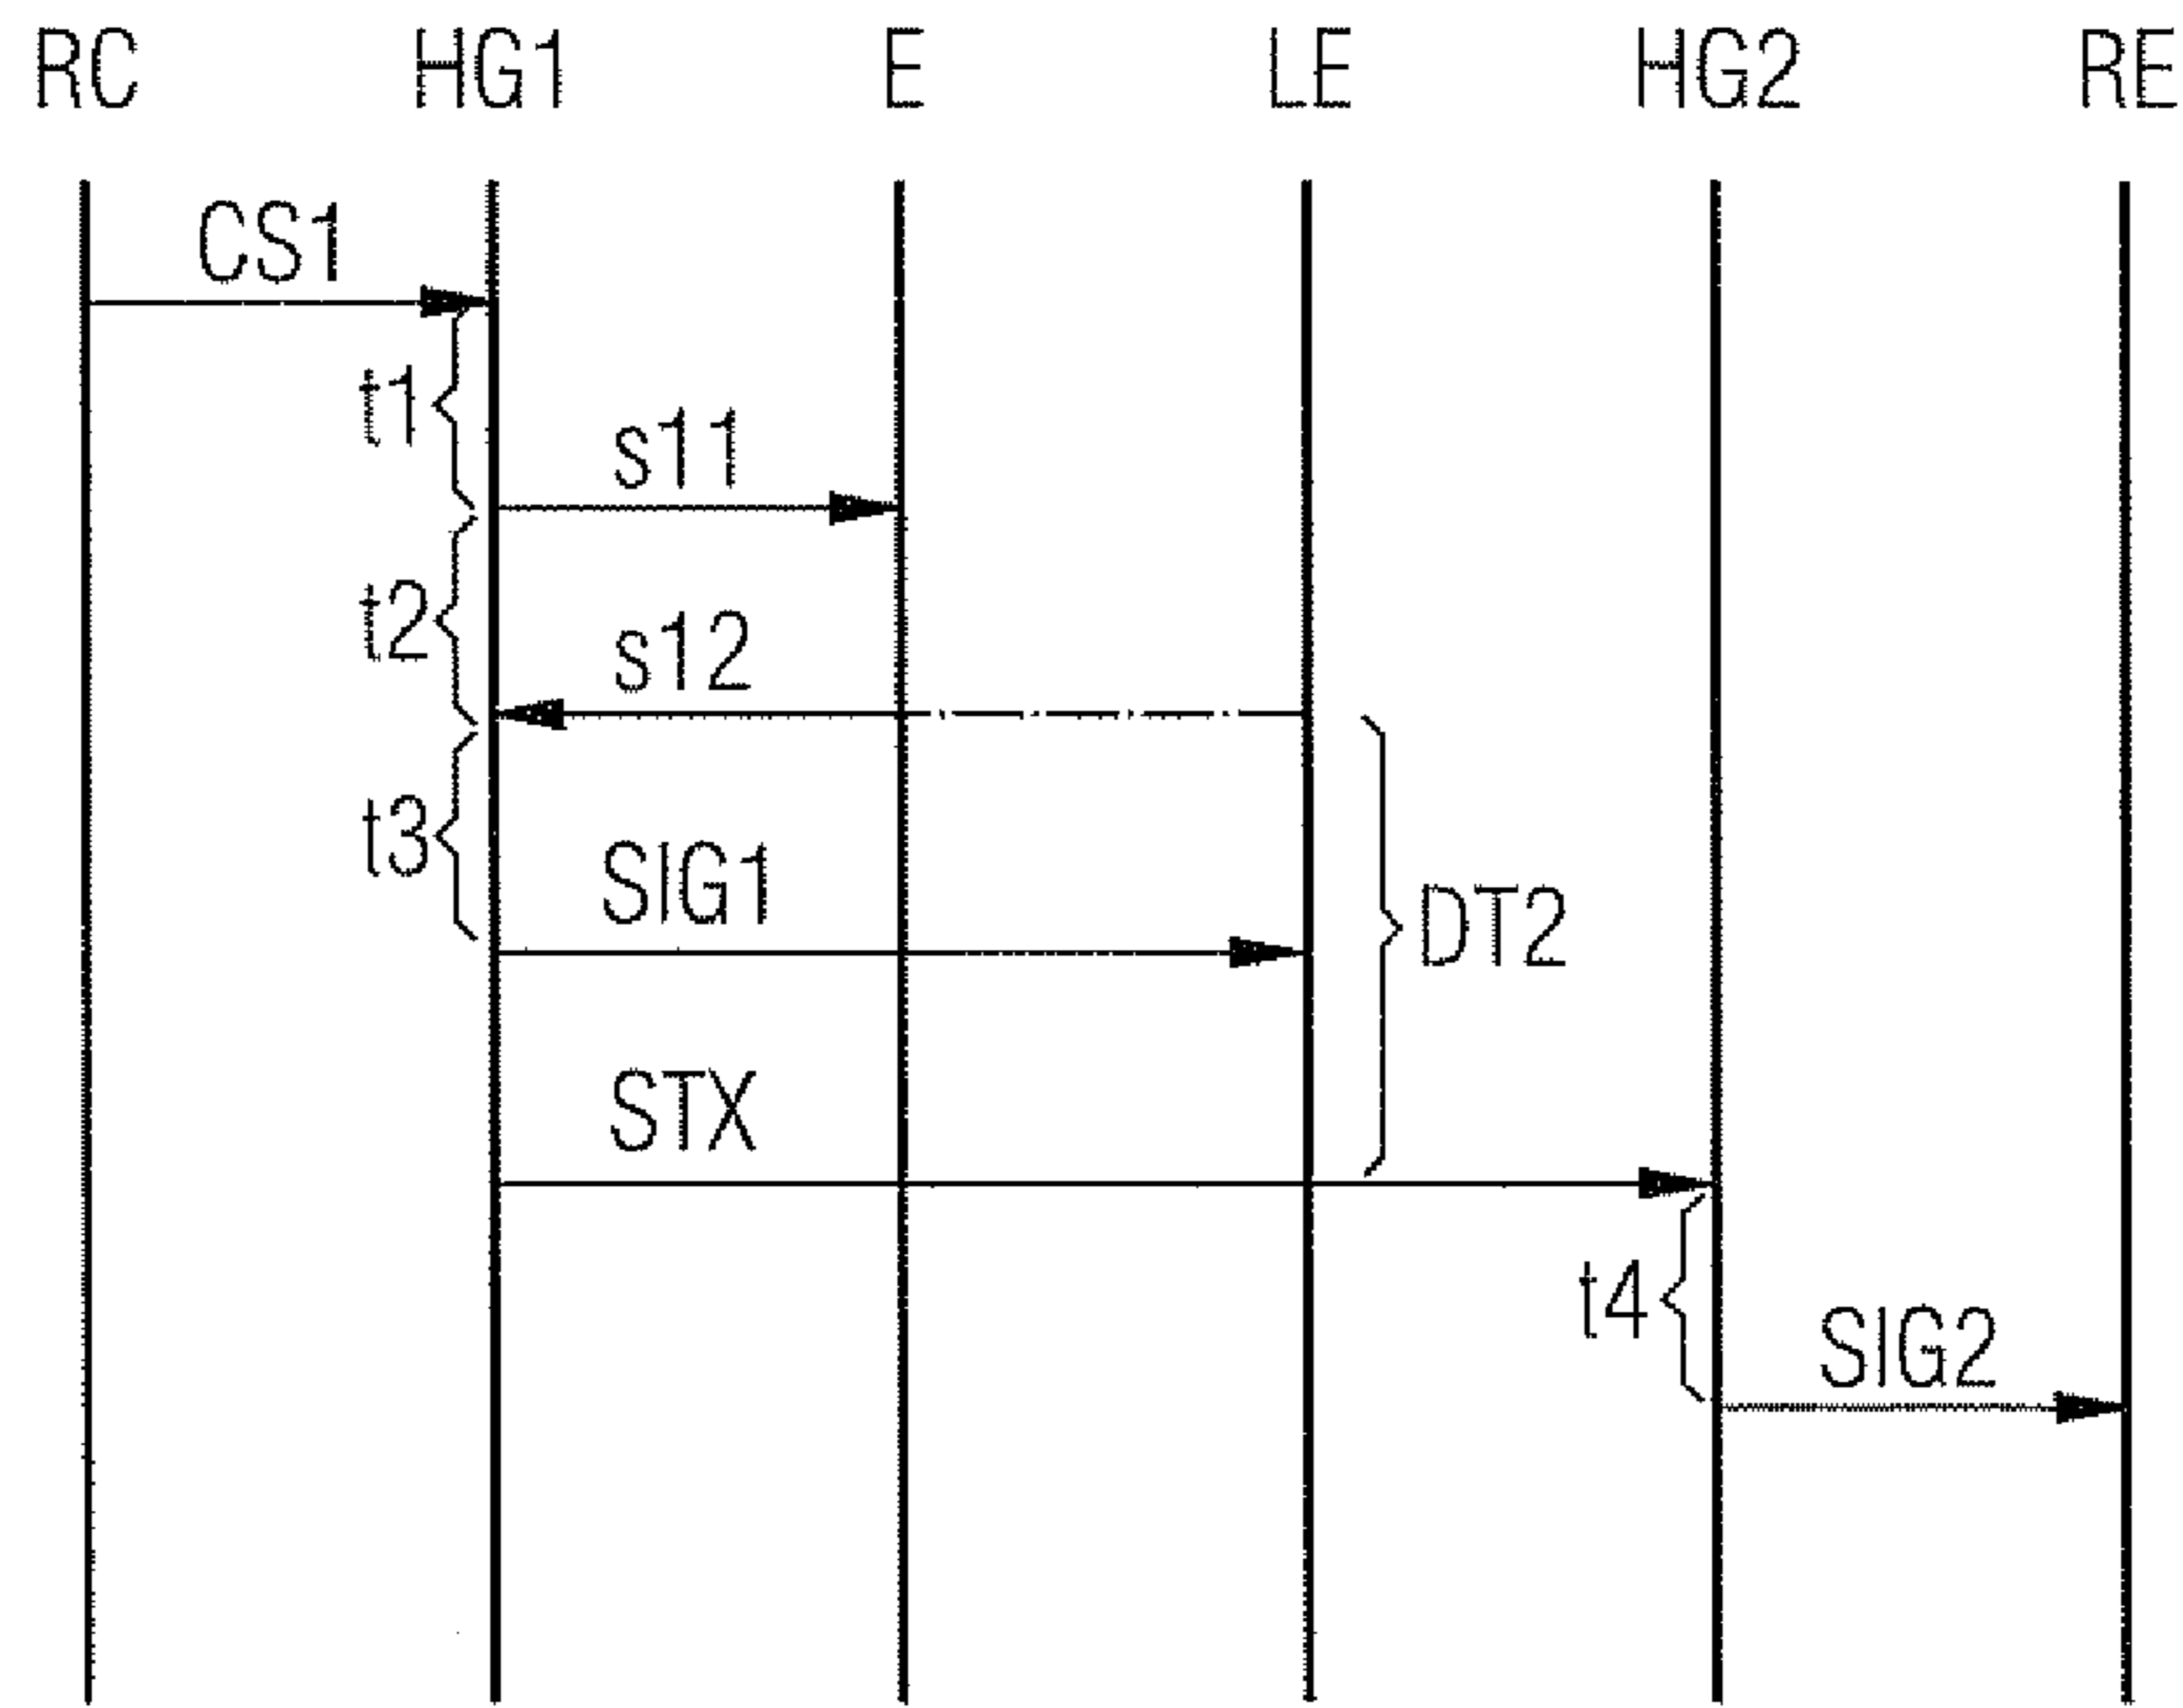 RC HG1 E LE HG2 RE
CS1
t1
s11
t2
s12
t3
SIG1
DT2
STX
t4
SIG2